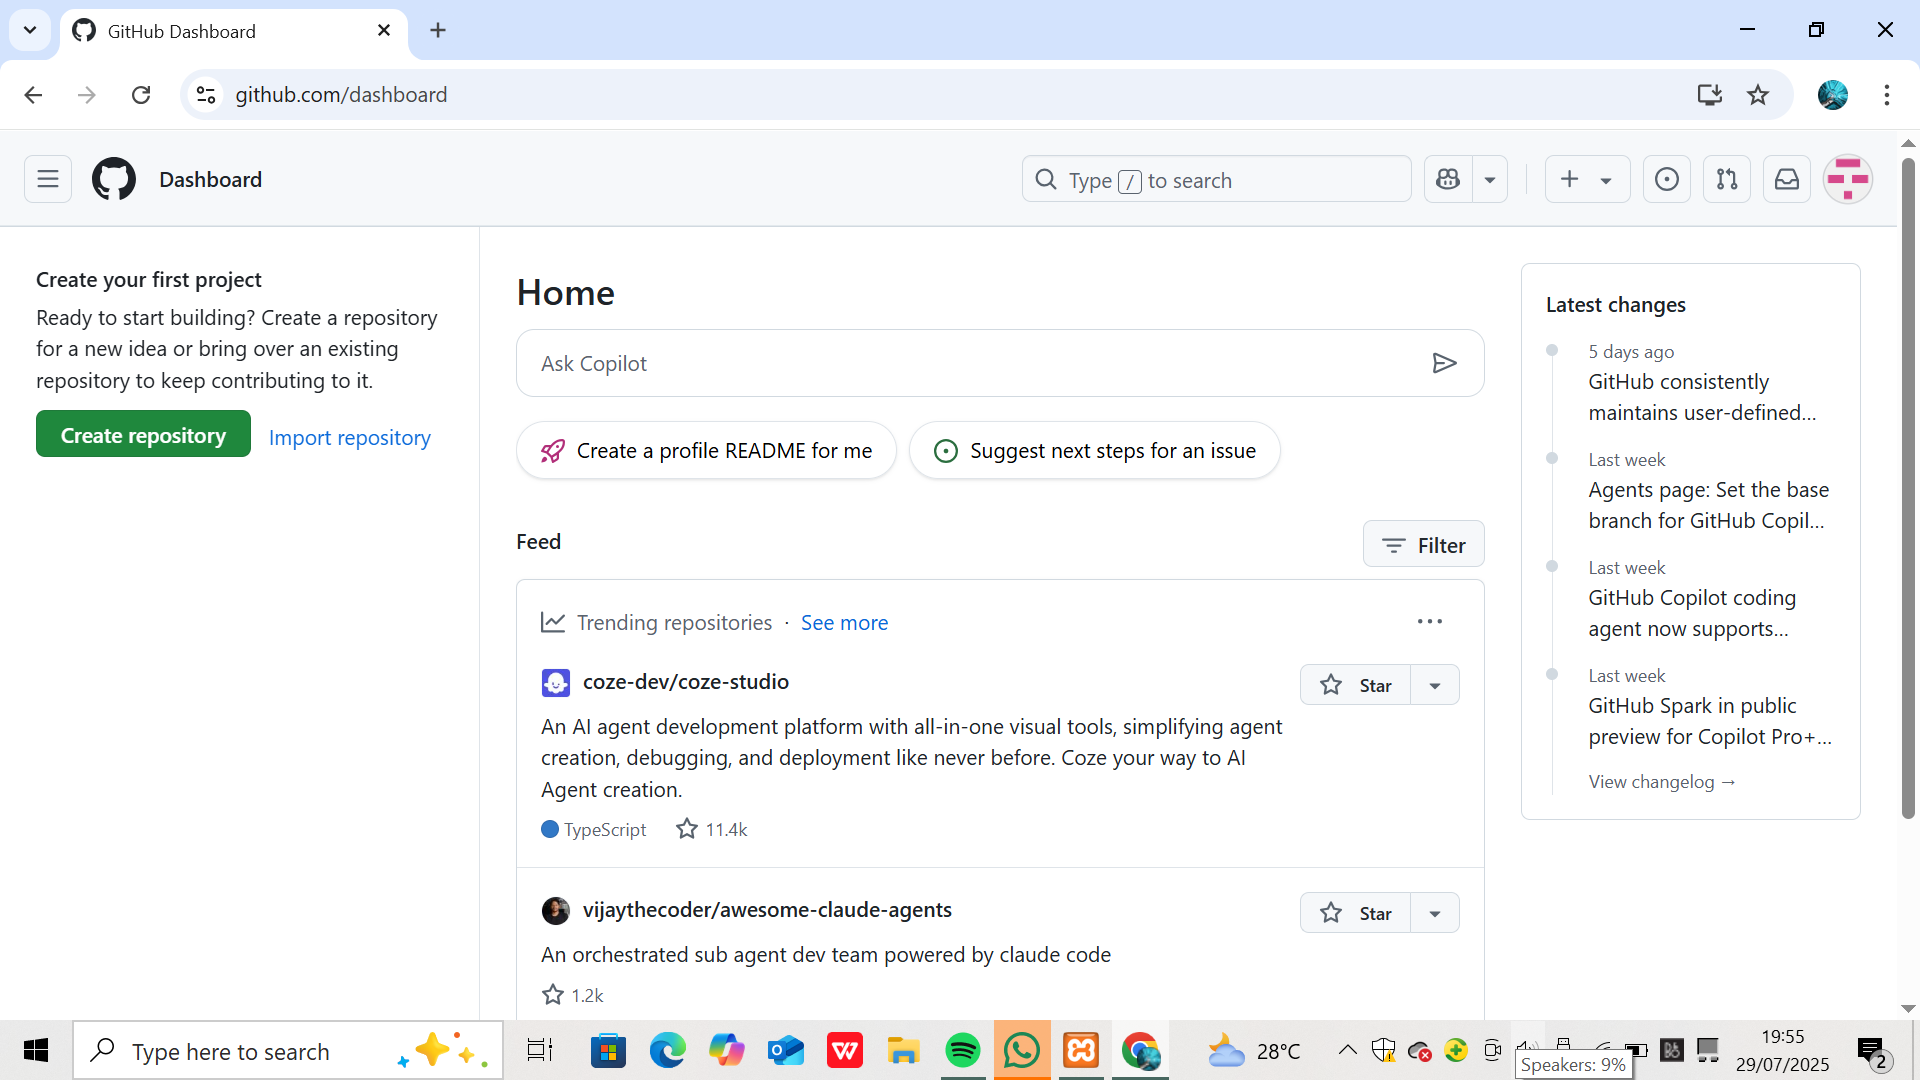 GitHub Dashboard
github.com/dashboard
Dashboard
Type / to search
Create your first project
Ready to start building? Create a repository
for a new idea or bring over an existing
repository to keep contributing to it.
Create repository
Import repository
Home
Ask Copilot
Create a profile README for me
Suggest next steps for an issue
Feed
Filter
Trending repositories · See more
coze-dev/coze-studio
Star
An AI agent development platform with all-in-one visual tools, simplifying agent
creation, debugging, and deployment like never before. Coze your way to AI
Agent creation.
TypeScript
11.4k
vijaythecoder/awesome-claude-agents
Star
An orchestrated sub agent dev team powered by claude code
1.2k
Latest changes
5 days ago
GitHub consistently
maintains user-defined...
Last week
Agents page: Set the base
branch for GitHub Copil...
Last week
GitHub Copilot coding
agent now supports...
Last week
GitHub Spark in public
preview for Copilot Pro+...
View changelog →
Type here to search
28°C
Speakers: 9%
19:55
29/07/2025
2